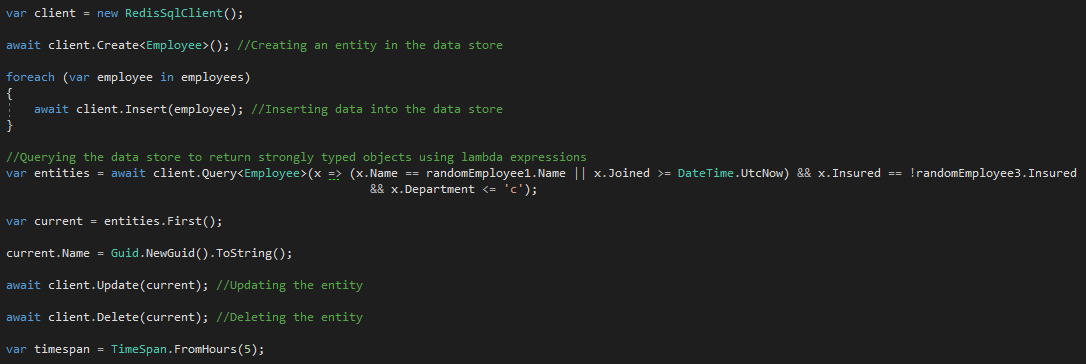 var client = new RedisSqlClient();
await client.Create<Employee>(); //Creating an entity in the data store
foreach (var employee in employees)
{
await client.Insert(employee); //Inserting data into the data store
}
//Querying the data store to return strongly typed objects using lambda expressions
var entities = await client.Query<Employee>(x => (x.Name == randomEmployee1.Name || x.Joined >= DateTime.UtcNow) && x.Insured == !randomEmployee3.Insured
&& x.Department <= 'c');
var current = entities.First();
current.Name = Guid.NewGuid().ToString();
await client.Update(current); //Updating the entity
await client.Delete(current); //Deleting the entity
var timespan = TimeSpan.FromHours(5);